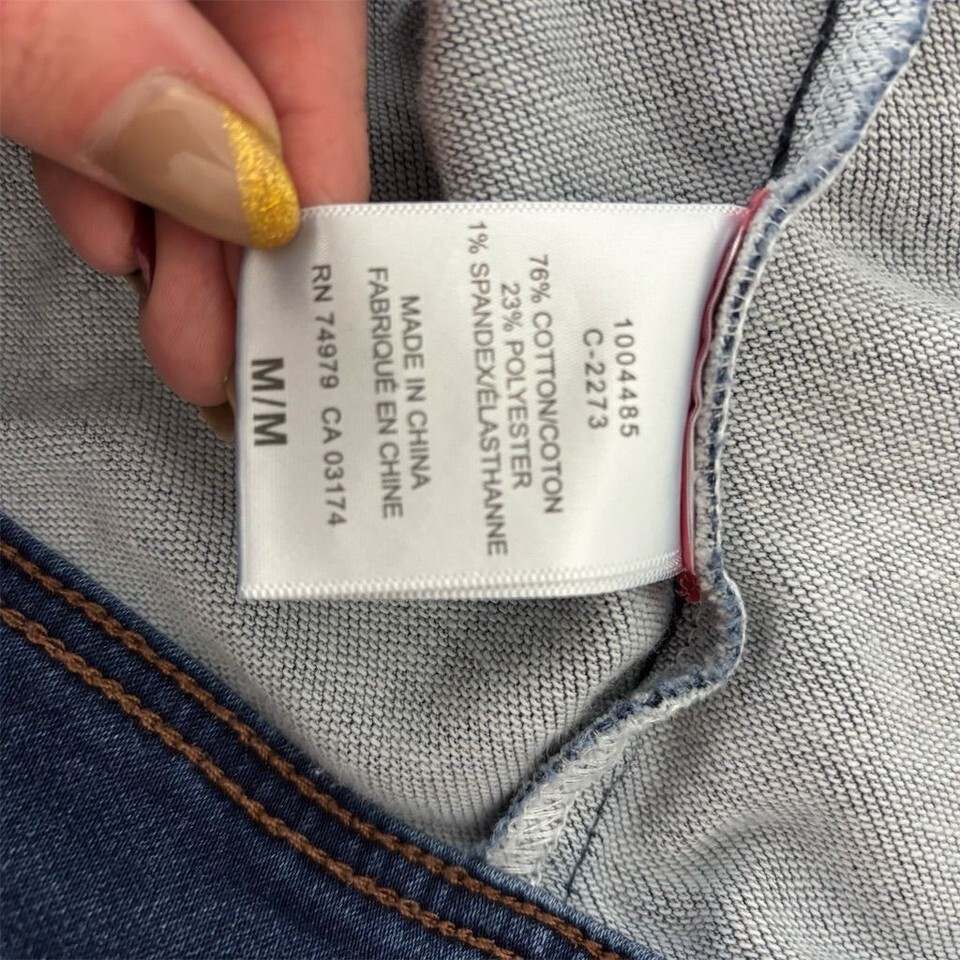 1004485
C-2273
76% COTTON/COTON
23% POLYESTER
1% SPANDEX/ÉLASTHANNE
MADE IN CHINA
FABRIQUÉ EN CHINE
RN 74979 CA 03174
M/M